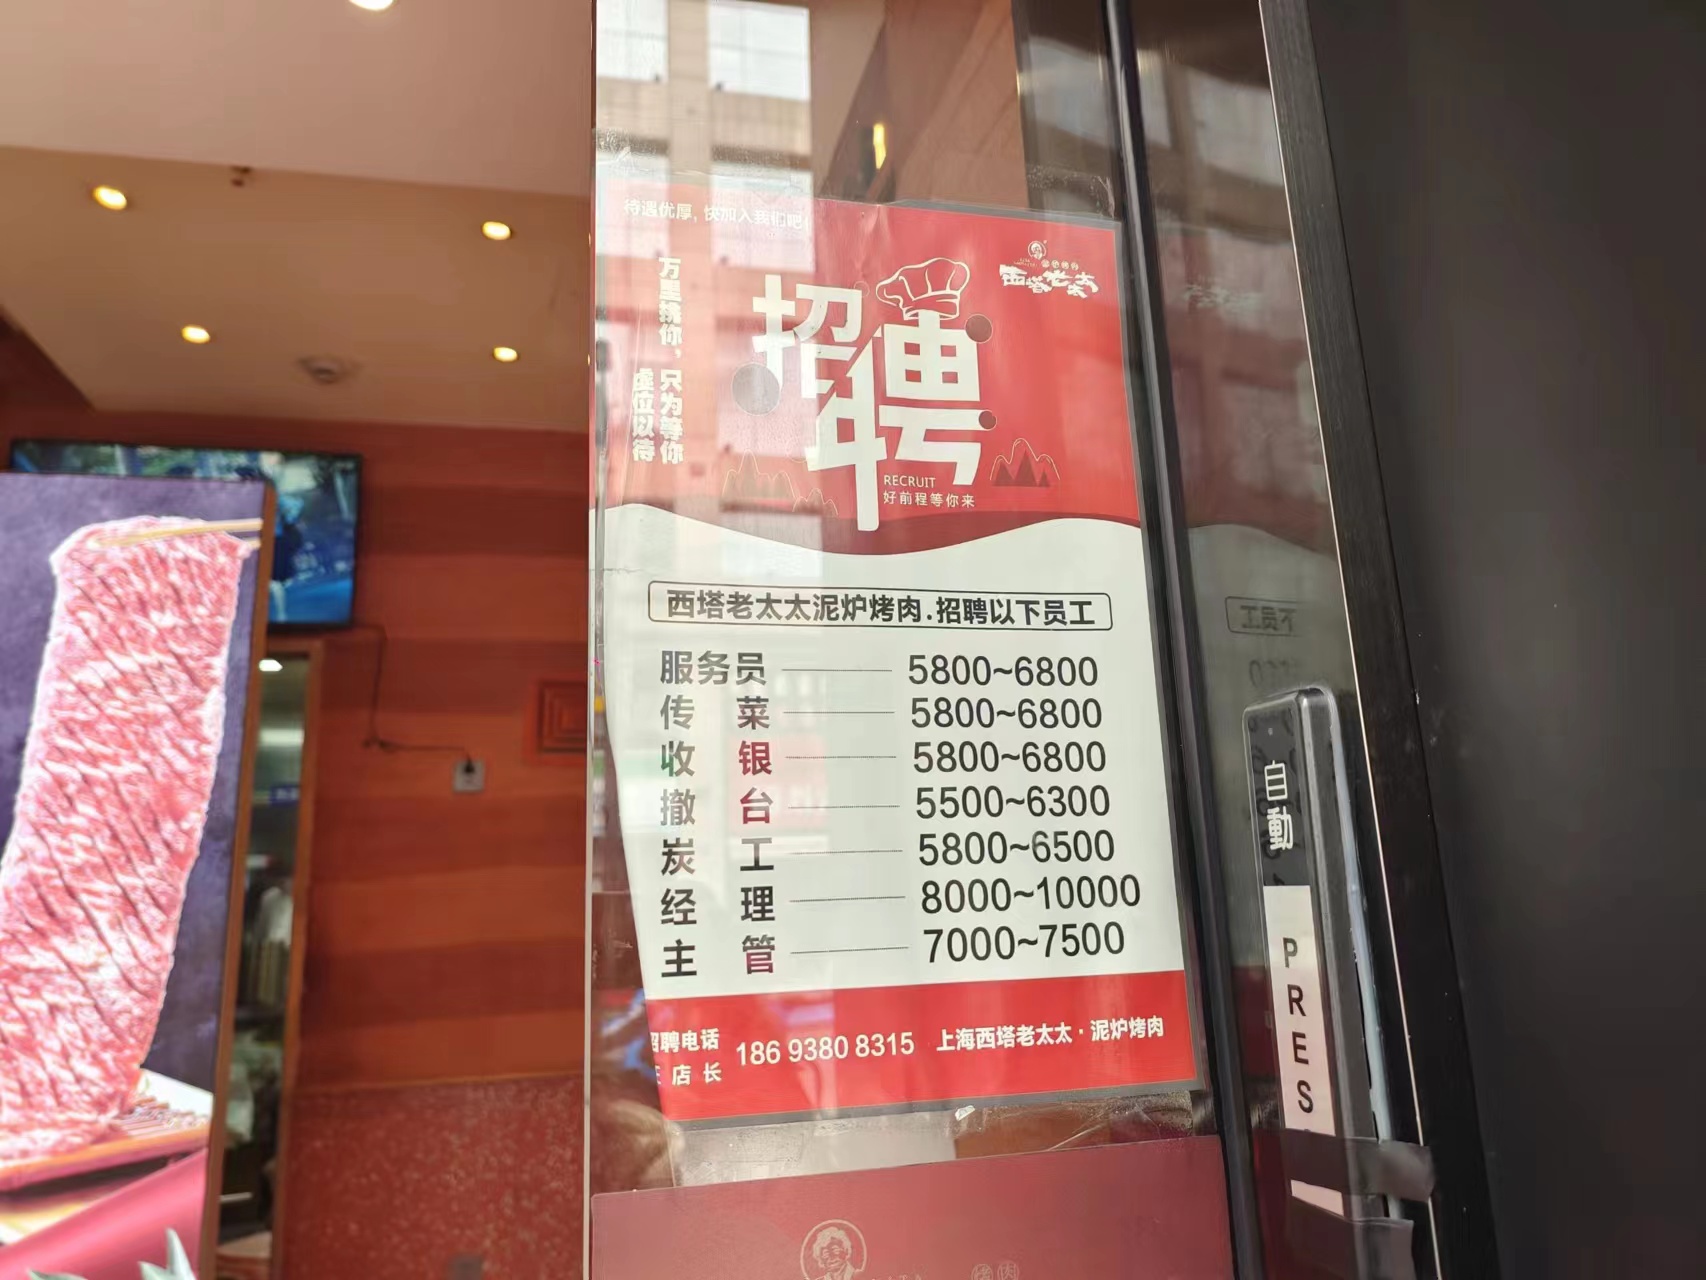 待遇优厚，快加入我们吧！
万里挑你，只为等你
虚位以待
西塔老太太
招聘
RECRUIT
好前程等你来
西塔老太太泥炉烤肉.招聘以下员工
服务员 5800~6800
传菜 5800~6800
收银 5800~6800
撤台 5500~6300
炭工 5800~6500
经理 8000~10000
主管 7000~7500
招聘电话
店长
186 9380 8315
上海西塔老太太·泥炉烤肉
自動
PRES
烤肉